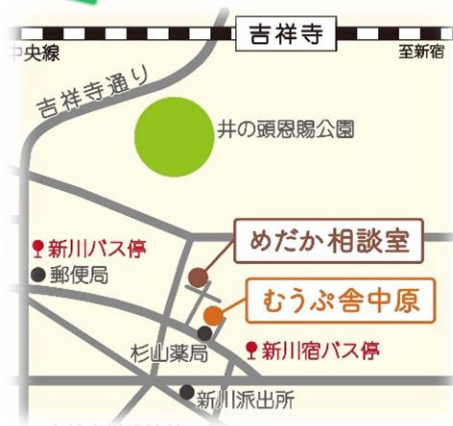 吉祥寺
中央線
至新宿
吉祥寺通り
井の頭恩賜公園
めだか相談室
新川バス停
郵便局
むうぷ舎中原
杉山薬局
新川宿バス停
新川派出所